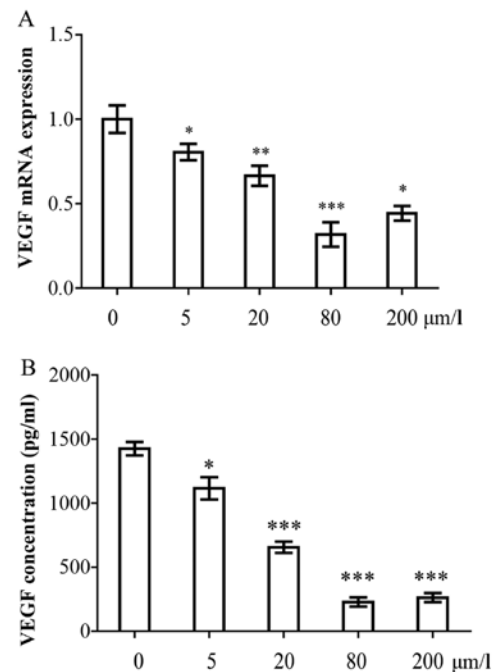 A
VEGF mRNA expression
1.5
1.0
0.5
0.0
*
**
***
*
0 5 20 80 200 μm/l
B
VEGF concentration (pg/ml)
2000
1500
1000
500
0
*
***
***
***
0 5 20 80 200 μm/l